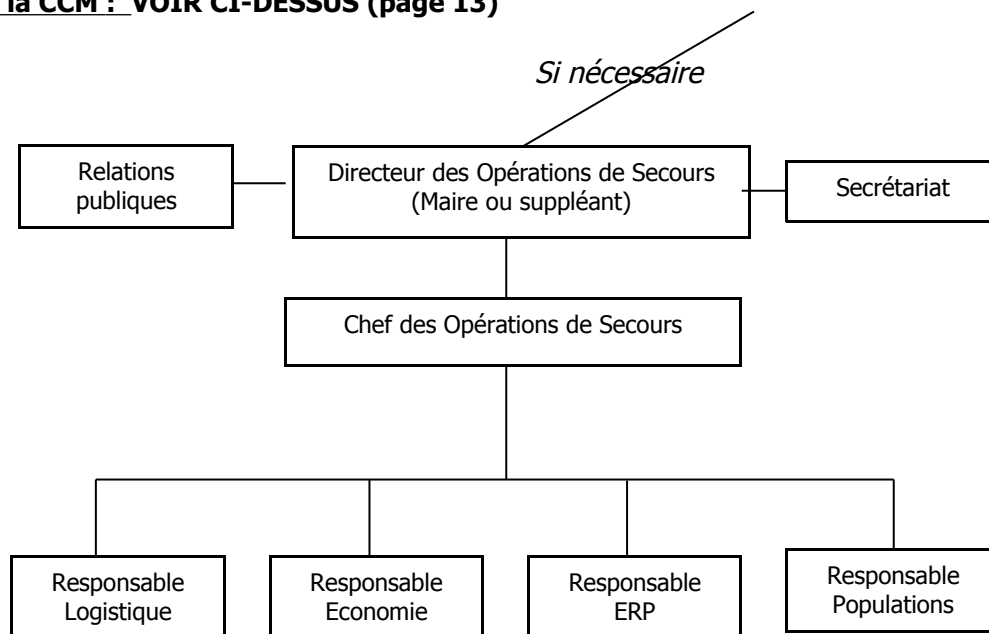 la CCM : VOIR CI-DESSUS (page 13)
Si nécessaire
Relations
publiques
Directeur des Opérations de Secours
(Maire ou suppléant)
Secrétariat
Chef des Opérations de Secours
Responsable
Logistique
Responsable
Economie
Responsable
ERP
Responsable
Populations